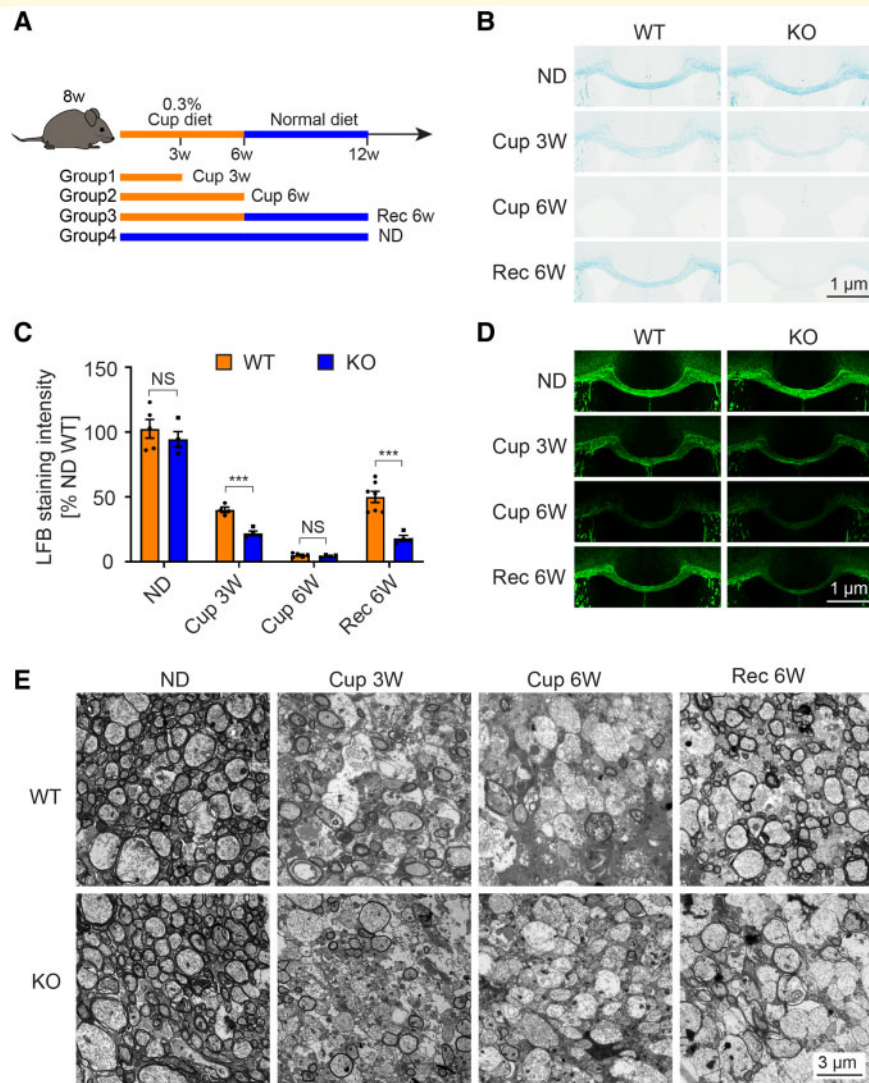 A
8w
0.3%
Cup diet
Normal diet
3w
6w
12w
Group1
Cup 3w
Group2
Cup 6w
Group3
Rec 6w
Group4
ND
B
WT
KO
ND
Cup 3W
Cup 6W
Rec 6W
1 µm
C
LFB staining intensity
[% ND WT]
WT
KO
150
100
50
0
NS
***
NS
***
ND
Cup 3W
Cup 6W
Rec 6W
D
WT
KO
ND
Cup 3W
Cup 6W
Rec 6W
1 µm
E
ND
Cup 3W
Cup 6W
Rec 6W
WT
KO
3 µm